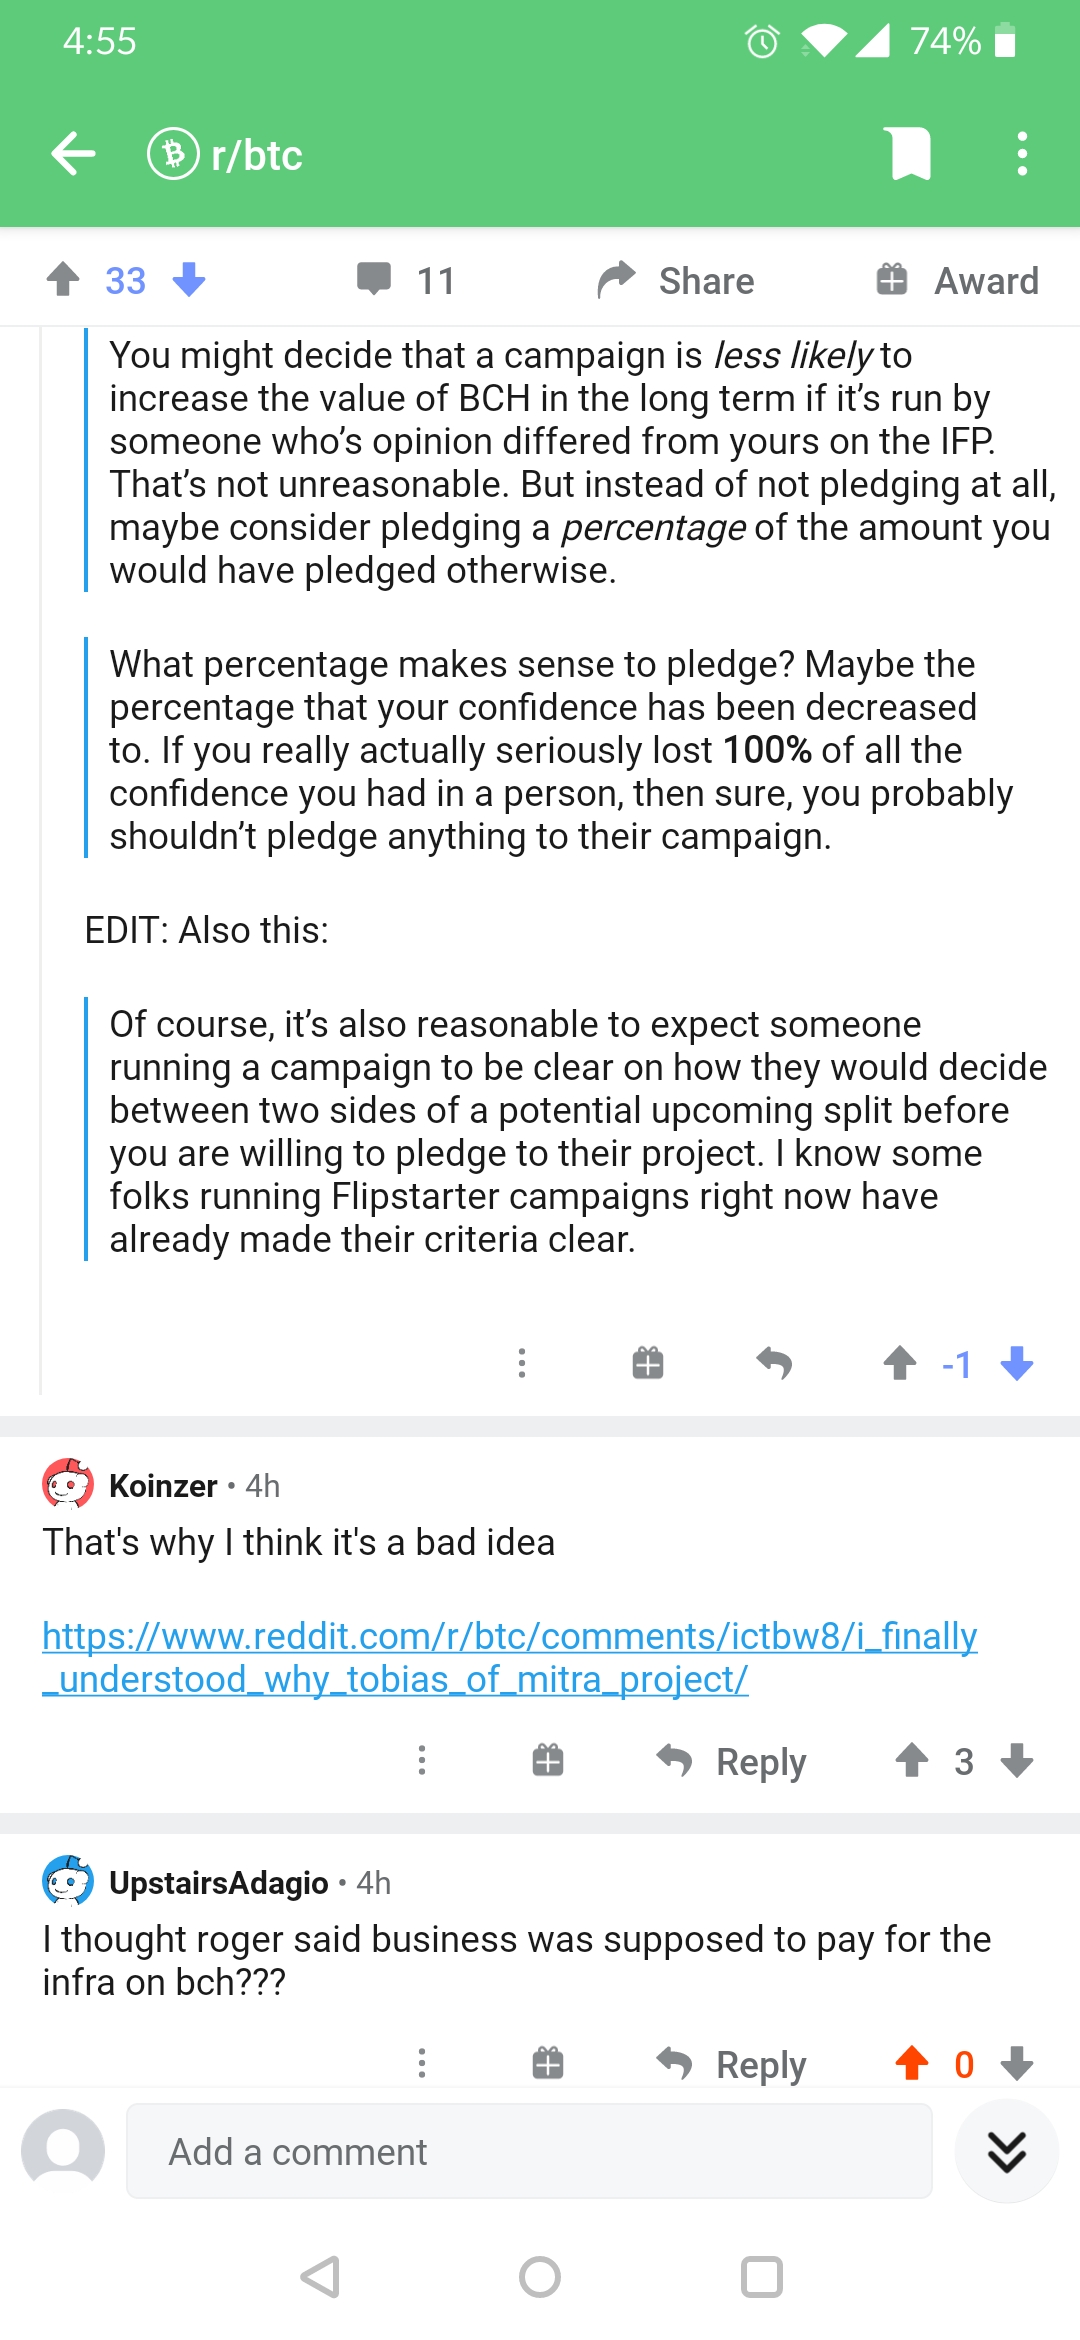 4:55
74%
r/btc
33
11
Share
Award
You might decide that a campaign is less likely to
increase the value of BCH in the long term if it’s run by
someone who’s opinion differed from yours on the IFP.
That’s not unreasonable. But instead of not pledging at all,
maybe consider pledging a percentage of the amount you
would have pledged otherwise.
What percentage makes sense to pledge? Maybe the
percentage that your confidence has been decreased
to. If you really actually seriously lost 100% of all the
confidence you had in a person, then sure, you probably
shouldn’t pledge anything to their campaign.
EDIT: Also this:
Of course, it’s also reasonable to expect someone
running a campaign to be clear on how they would decide
between two sides of a potential upcoming split before
you are willing to pledge to their project. I know some
folks running Flipstarter campaigns right now have
already made their criteria clear.
-1
Koinzer • 4h
That's why I think it's a bad idea
https://www.reddit.com/r/btc/comments/ictbw8/i_finally
_understood_why_tobias_of_mitra_project/
Reply
3
UpstairsAdagio • 4h
I thought roger said business was supposed to pay for the
infra on bch???
Reply
0
Add a comment